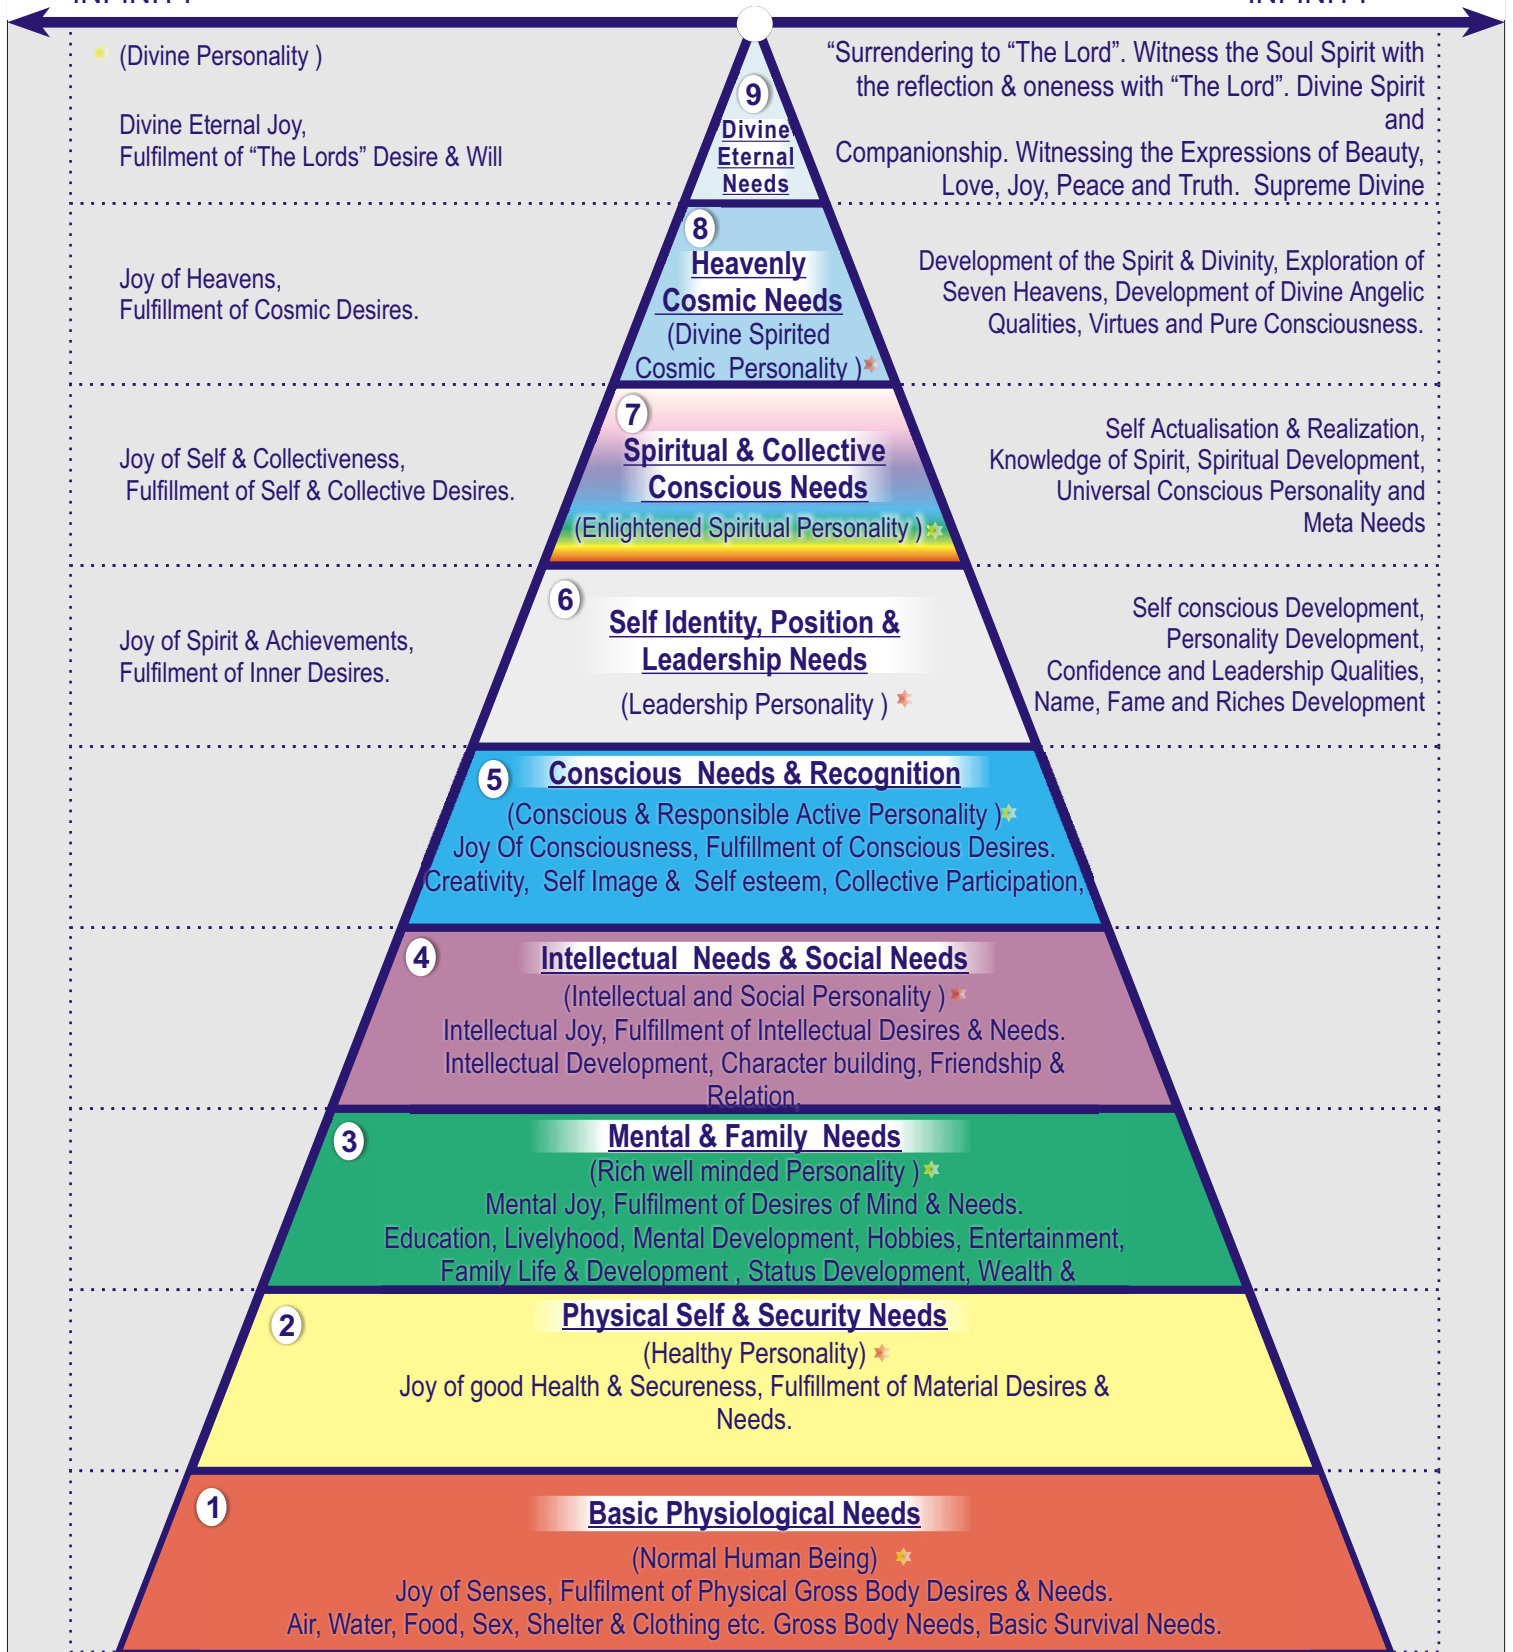 INFINITY
INFINITY
(Divine Personality )
Divine Eternal Joy,
Fulfilment of “The Lords” Desire & Will
9
Divine
Eternal
Needs
“Surrendering to “The Lord”. Witness the Soul Spirit with
the reflection & oneness with “The Lord”. Divine Spirit
and
Companionship. Witnessing the Expressions of Beauty,
Love, Joy, Peace and Truth. Supreme Divine
Joy of Heavens,
Fulfillment of Cosmic Desires.
8
Heavenly
Cosmic Needs
(Divine Spirited
Cosmic Personality )
Development of the Spirit & Divinity, Exploration of
Seven Heavens, Development of Divine Angelic
Qualities, Virtues and Pure Consciousness.
Joy of Self & Collectiveness,
Fulfillment of Self & Collective Desires.
7
Spiritual & Collective
Conscious Needs
(Enlightened Spiritual Personality )
Self Actualisation & Realization,
Knowledge of Spirit, Spiritual Development,
Universal Conscious Personality and
Meta Needs
Joy of Spirit & Achievements,
Fulfilment of Inner Desires.
6
Self Identity, Position &
Leadership Needs
(Leadership Personality )
Self conscious Development,
Personality Development,
Confidence and Leadership Qualities,
Name, Fame and Riches Development
5
Conscious Needs & Recognition
(Conscious & Responsible Active Personality )
Joy Of Consciousness, Fulfillment of Conscious Desires.
Creativity, Self Image & Self esteem, Collective Participation,
4
Intellectual Needs & Social Needs
(Intellectual and Social Personality )
Intellectual Joy, Fulfillment of Intellectual Desires & Needs.
Intellectual Development, Character building, Friendship &
Relation,
3
Mental & Family Needs
(Rich well minded Personality )
Mental Joy, Fulfilment of Desires of Mind & Needs.
Education, Livelyhood, Mental Development, Hobbies, Entertainment,
Family Life & Development , Status Development, Wealth &
2
Physical Self & Security Needs
(Healthy Personality)
Joy of good Health & Secureness, Fulfillment of Material Desires &
Needs.
1
Basic Physiological Needs
(Normal Human Being)
Joy of Senses, Fulfilment of Physical Gross Body Desires & Needs.
Air, Water, Food, Sex, Shelter & Clothing etc. Gross Body Needs, Basic Survival Needs.